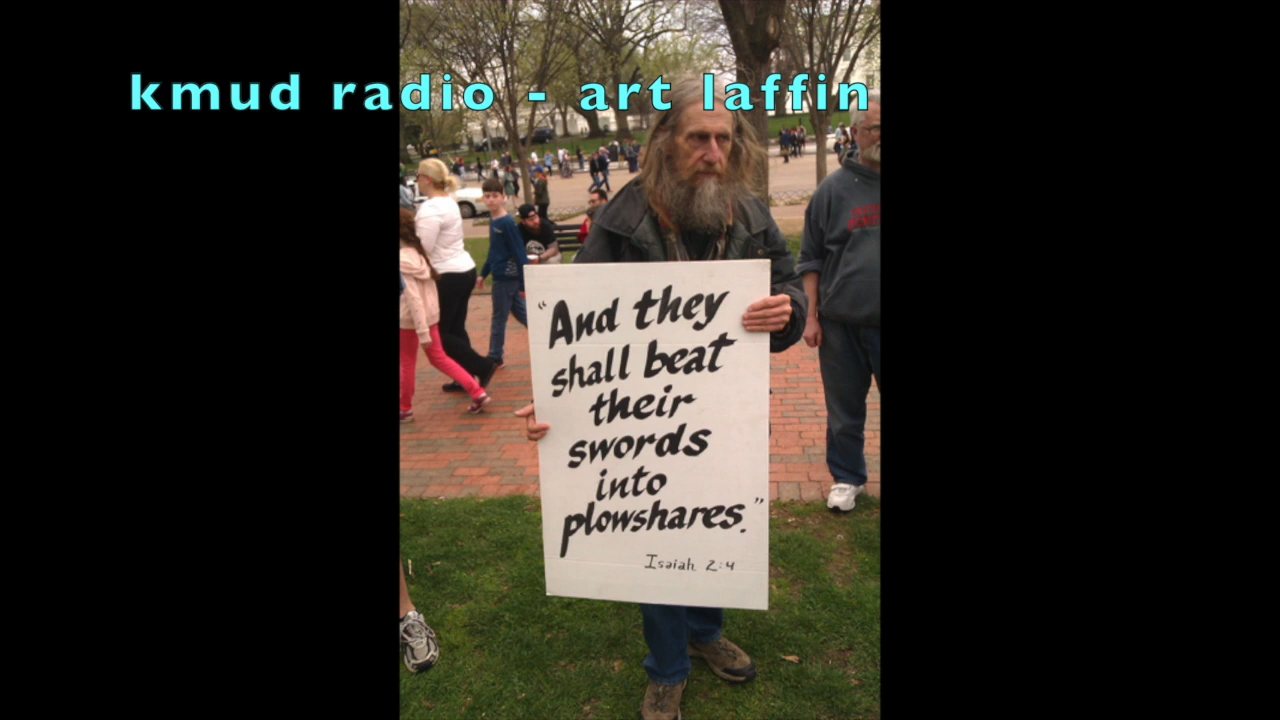 kmud radio - art laffin
“And they
shall beat
their
swords
into
plowshares.”
Isaiah 2:4